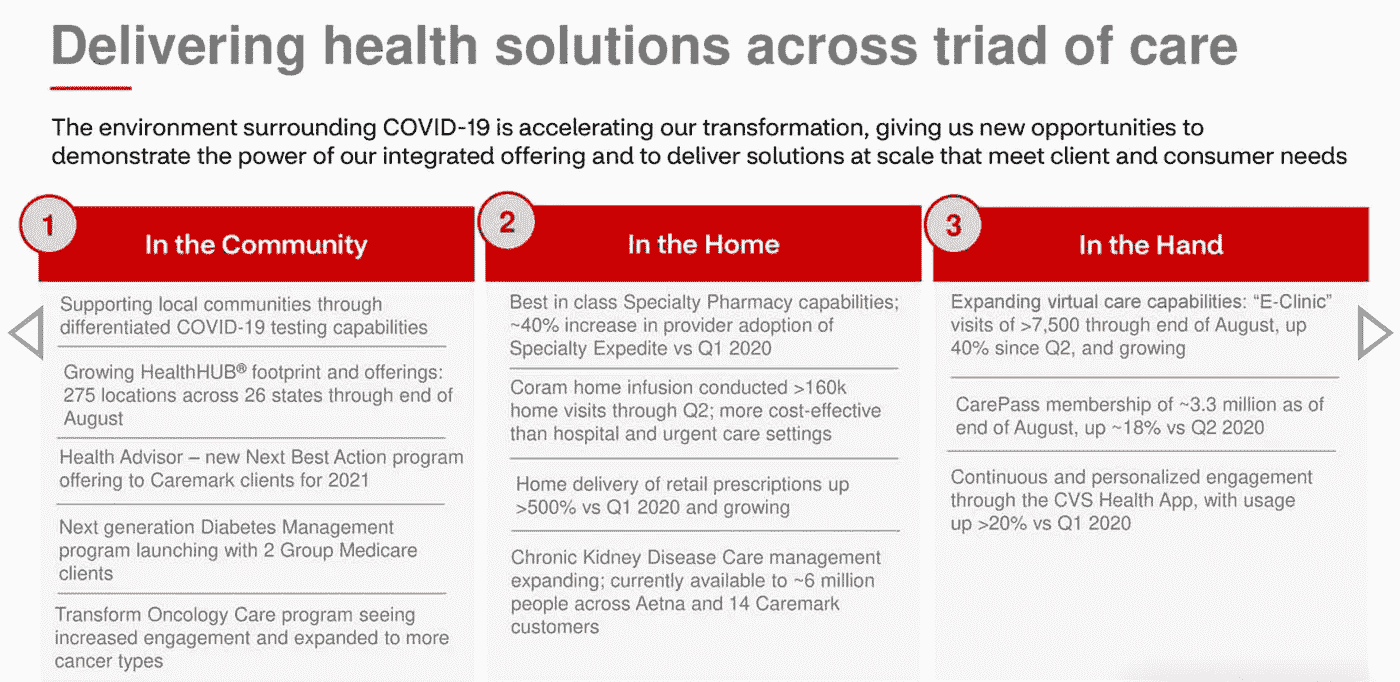 Delivering health solutions across triad of care
The environment surrounding COVID-19 is accelerating our transformation, giving us new opportunities to
demonstrate the power of our integrated offering and to deliver solutions at scale that meet client and consumer needs
1
In the Community
Supporting local communities through
differentiated COVID-19 testing capabilities
Growing HealthHUB® footprint and offerings:
275 locations across 26 states through end of
August
Health Advisor – new Next Best Action program
offering to Caremark clients for 2021
Next generation Diabetes Management
program launching with 2 Group Medicare
clients
Transform Oncology Care program seeing
increased engagement and expanded to more
cancer types
2
In the Home
Best in class Specialty Pharmacy capabilities;
~40% increase in provider adoption of
Specialty Expedite vs Q1 2020
Coram home infusion conducted >160k
home visits through Q2; more cost-effective
than hospital and urgent care settings
Home delivery of retail prescriptions up
>500% vs Q1 2020 and growing
Chronic Kidney Disease Care management
expanding; currently available to ~6 million
people across Aetna and 14 Caremark
customers
3
In the Hand
Expanding virtual care capabilities: “E-Clinic”
visits of >7,500 through end of August, up
40% since Q2, and growing
CarePass membership of ~3.3 million as of
end of August, up ~18% vs Q2 2020
Continuous and personalized engagement
through the CVS Health App, with usage
up >20% vs Q1 2020